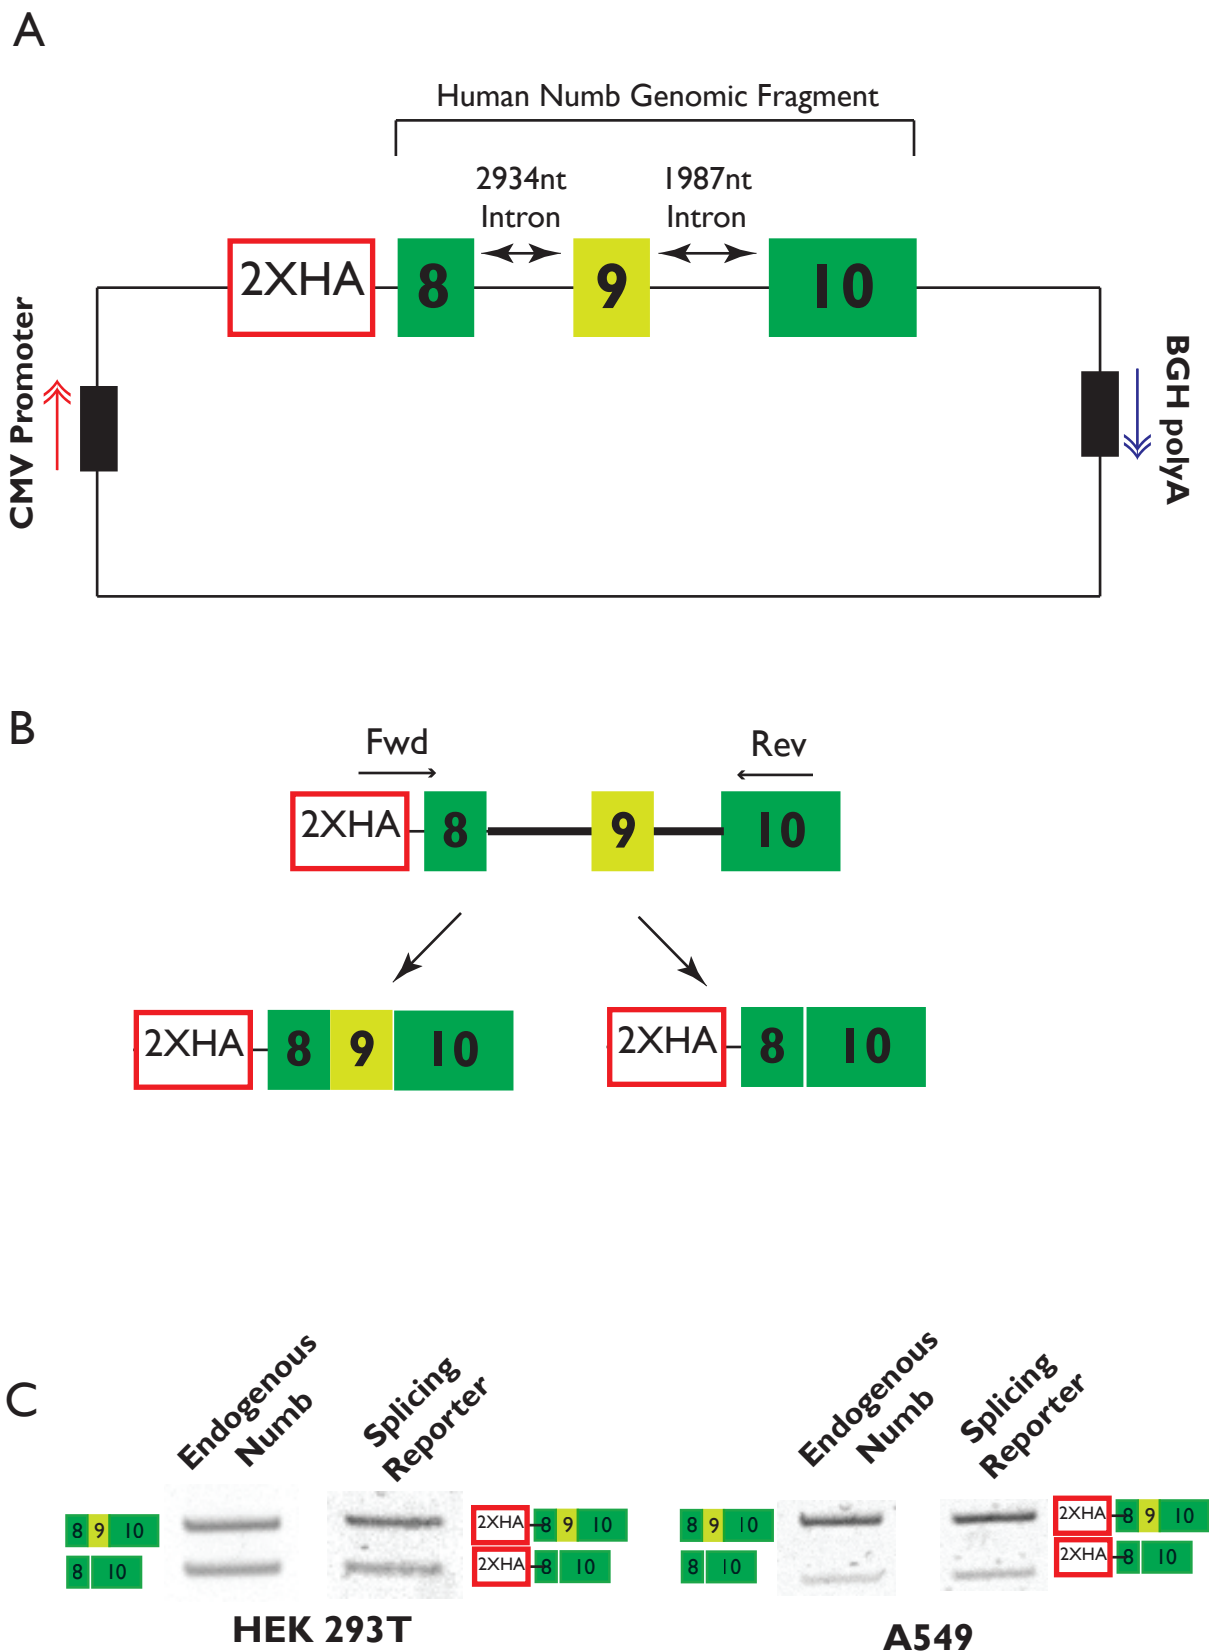 A
Human Numb Genomic Fragment
2934nt
Intron
1987nt
Intron
2XHA
8
9
10
CMV Promoter
BGH polyA
B
Fwd
Rev
2XHA
8
9
10
2XHA
8
9
10
2XHA
8
10
C
Endogenous
Numb
Splicing
Reporter
Endogenous
Numb
Splicing
Reporter
8 9 10
2XHA 8 9 10
8 9 10
2XHA 8 9 10
8 10
2XHA 8 10
8 10
2XHA 8 10
HEK 293T
A549